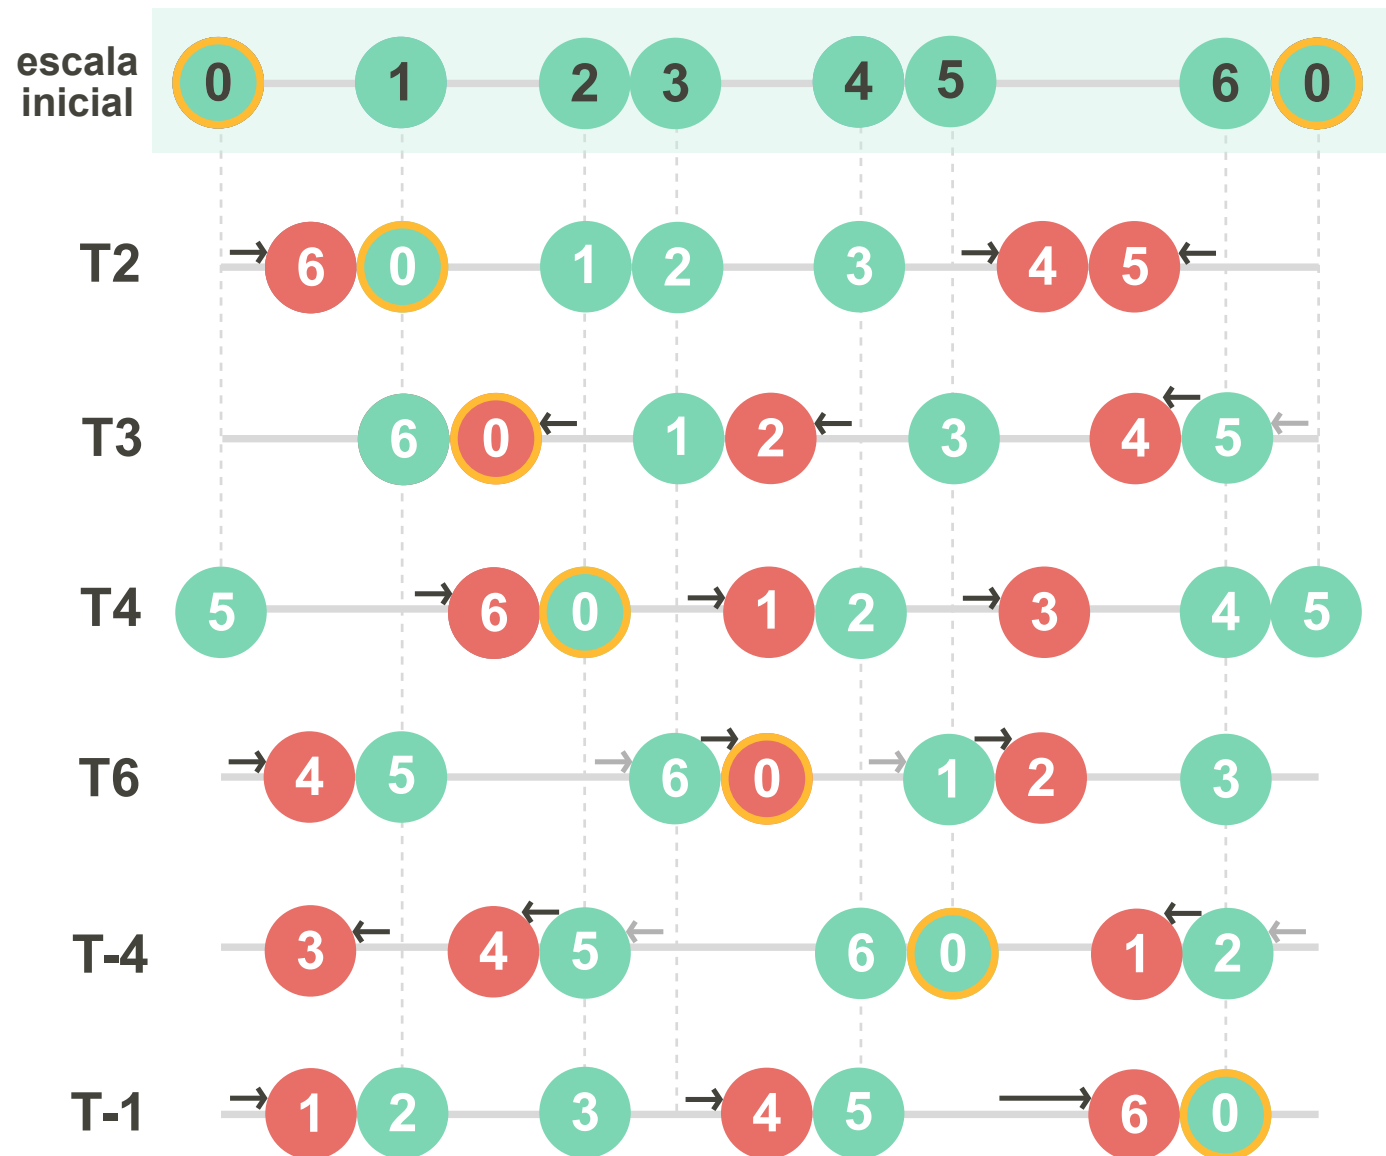 escala
inicial
0 1 2 3 4 5 6 0
T2 6 0 1 2 3 4 5
T3 6 0 1 2 3 4 5
T4 5 6 0 1 2 3 4 5
T6 4 5 6 0 1 2 3
T-4 3 4 5 6 0 1 2
T-1 1 2 3 4 5 6 0